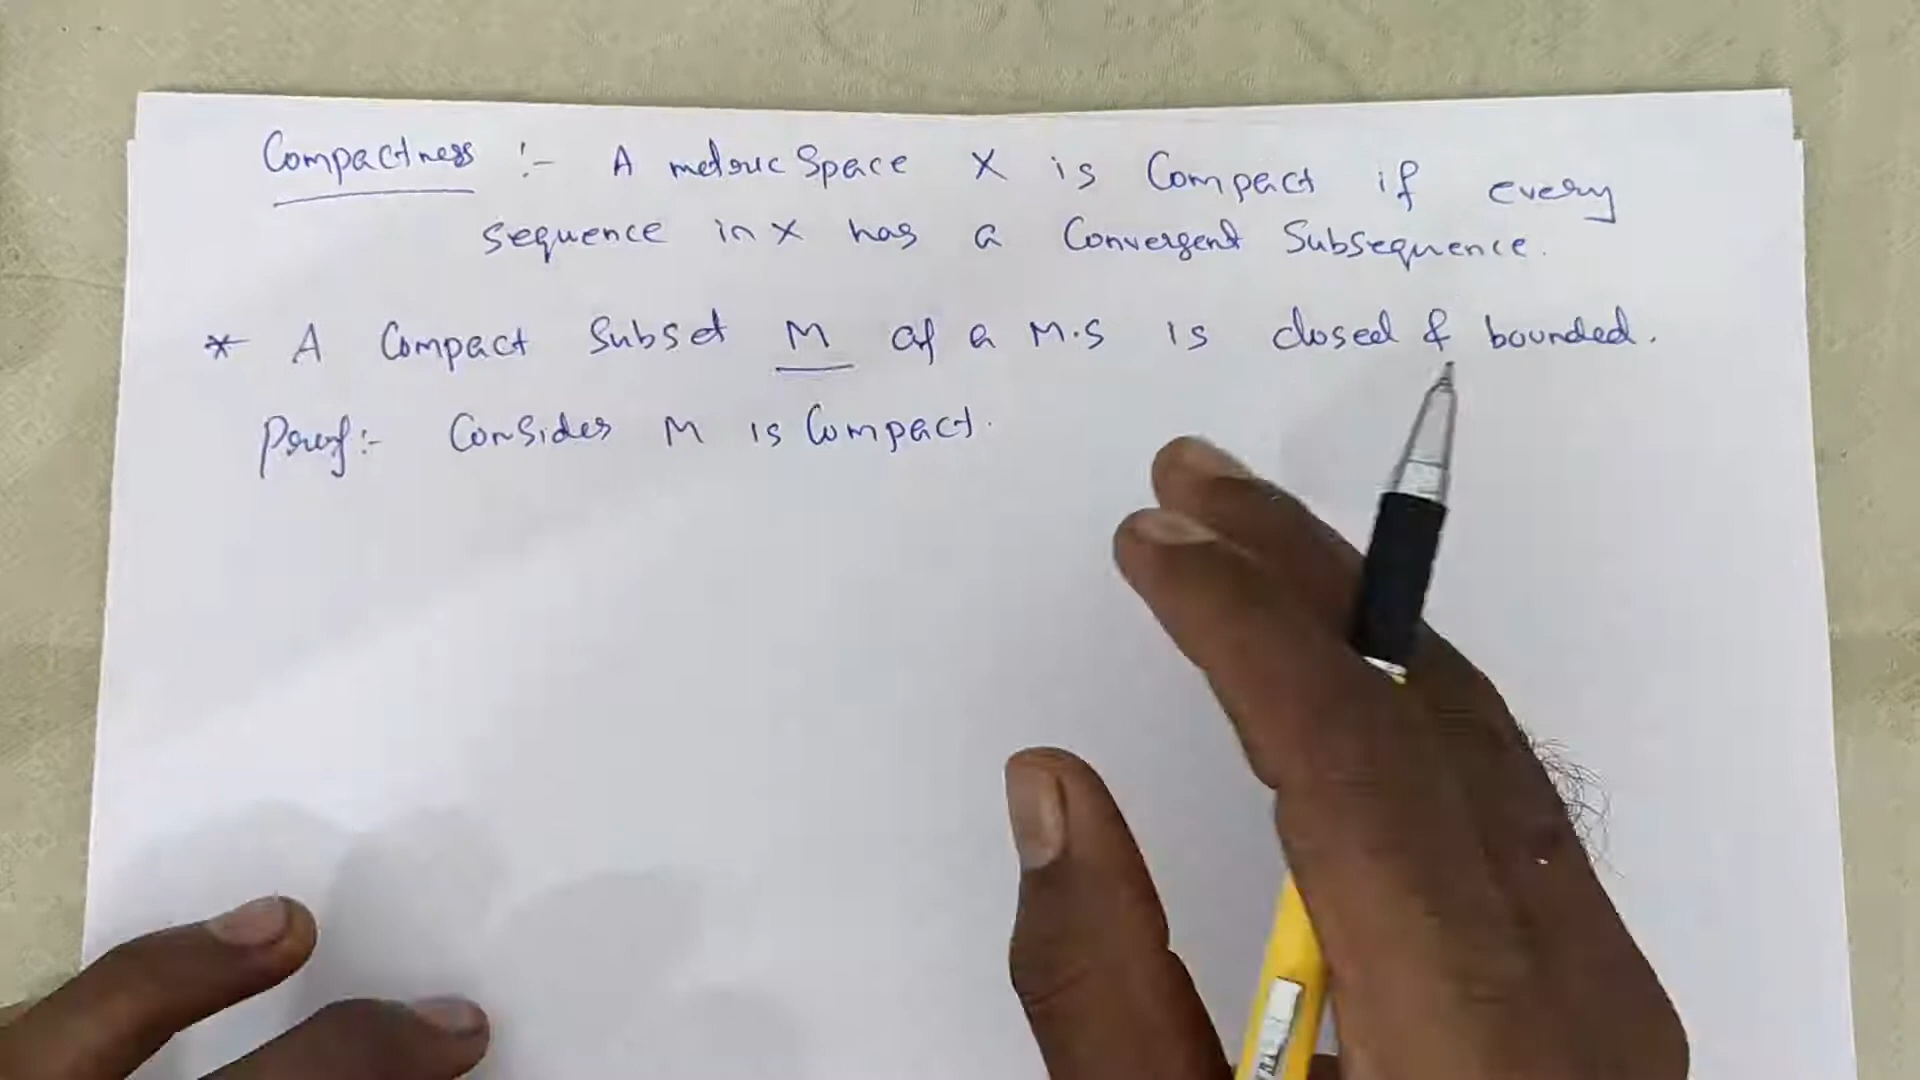 Compactness :- A metric Space X is Compact if every
sequence in X has a Convergent Subsequence.
* A Compact Subset M of a M.S is closed & bounded.
Proof:- Consider M is Compact.